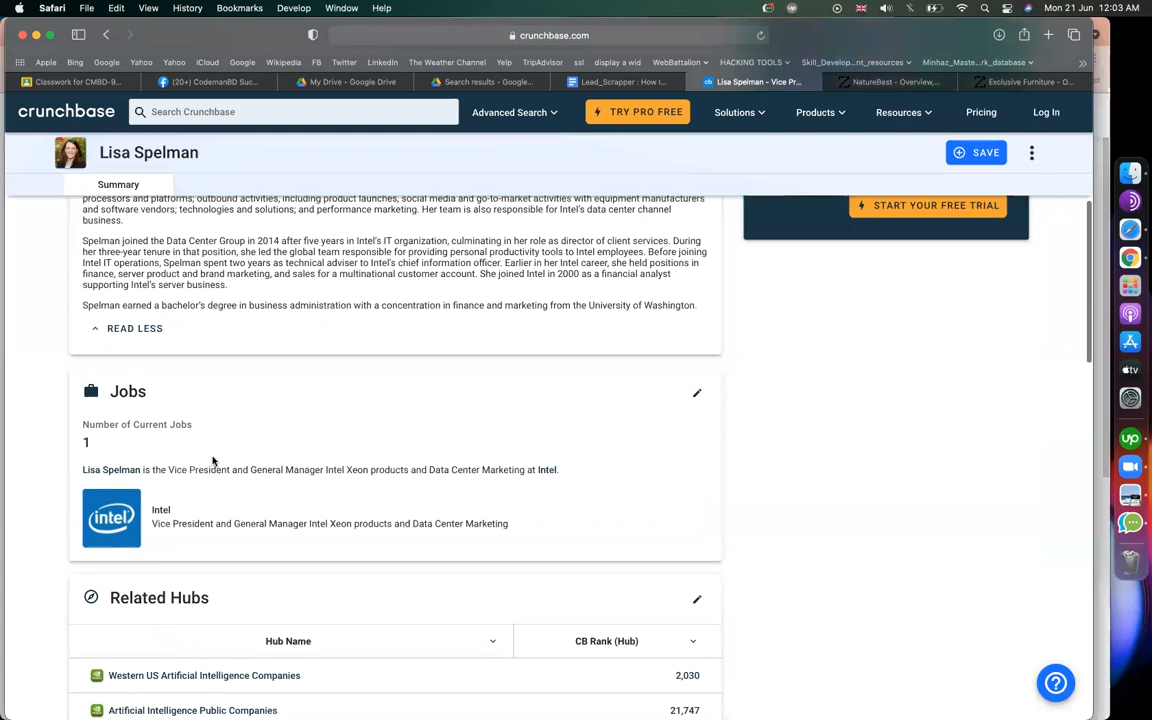 Safari File Edit View History Bookmarks Develop Window Help Mon 21 Jun 12:03 AM
crunchbase.com
Apple Bing Google Yahoo Yahoo iCloud Google Wikipedia FB Twitter LinkedIn The Weather Channel Yelp TripAdvisor ssl display a wid WebBattalion HACKING TOOLS Skill_Develop...nt_resources Minhaz_Maste...rk_database
Classwork for CMBD-9... (20+) CodemanBD Suc... My Drive - Google Drive Search results - Google... Lead_Scrapper : How I... Lisa Spelman - Vice Pr... NatureBest - Overview,... Exclusive Furniture - O...
crunchbase Search Crunchbase Advanced Search TRY PRO FREE Solutions Products Resources Pricing Log In
Lisa Spelman SAVE
Summary
processors and platforms; outbound activities, including product launches, social media and go-to-market activities with equipment manufacturers
and software vendors; technologies and solutions; and performance marketing. Her team is also responsible for Intel's data center channel
business.
START YOUR FREE TRIAL
Spelman joined the Data Center Group in 2014 after five years in Intel's IT organization, culminating in her role as director of client services. During
her three-year tenure in that position, she led the global team responsible for providing personal productivity tools to Intel employees. Before joining
Intel IT operations, Spelman spent two years as technical adviser to Intel's chief information officer. Earlier in her Intel career, she held positions in
finance, server product and brand marketing, and sales for a multinational customer account. She joined Intel in 2000 as a financial analyst
supporting Intel's server business.
Spelman earned a bachelor's degree in business administration with a concentration in finance and marketing from the University of Washington.
READ LESS
Jobs
Number of Current Jobs
1
Lisa Spelman is the Vice President and General Manager Intel Xeon products and Data Center Marketing at Intel.
intel
Intel
Vice President and General Manager Intel Xeon products and Data Center Marketing
Related Hubs
Hub Name CB Rank (Hub)
Western US Artificial Intelligence Companies 2,030
Artificial Intelligence Public Companies 21,747
tv
up